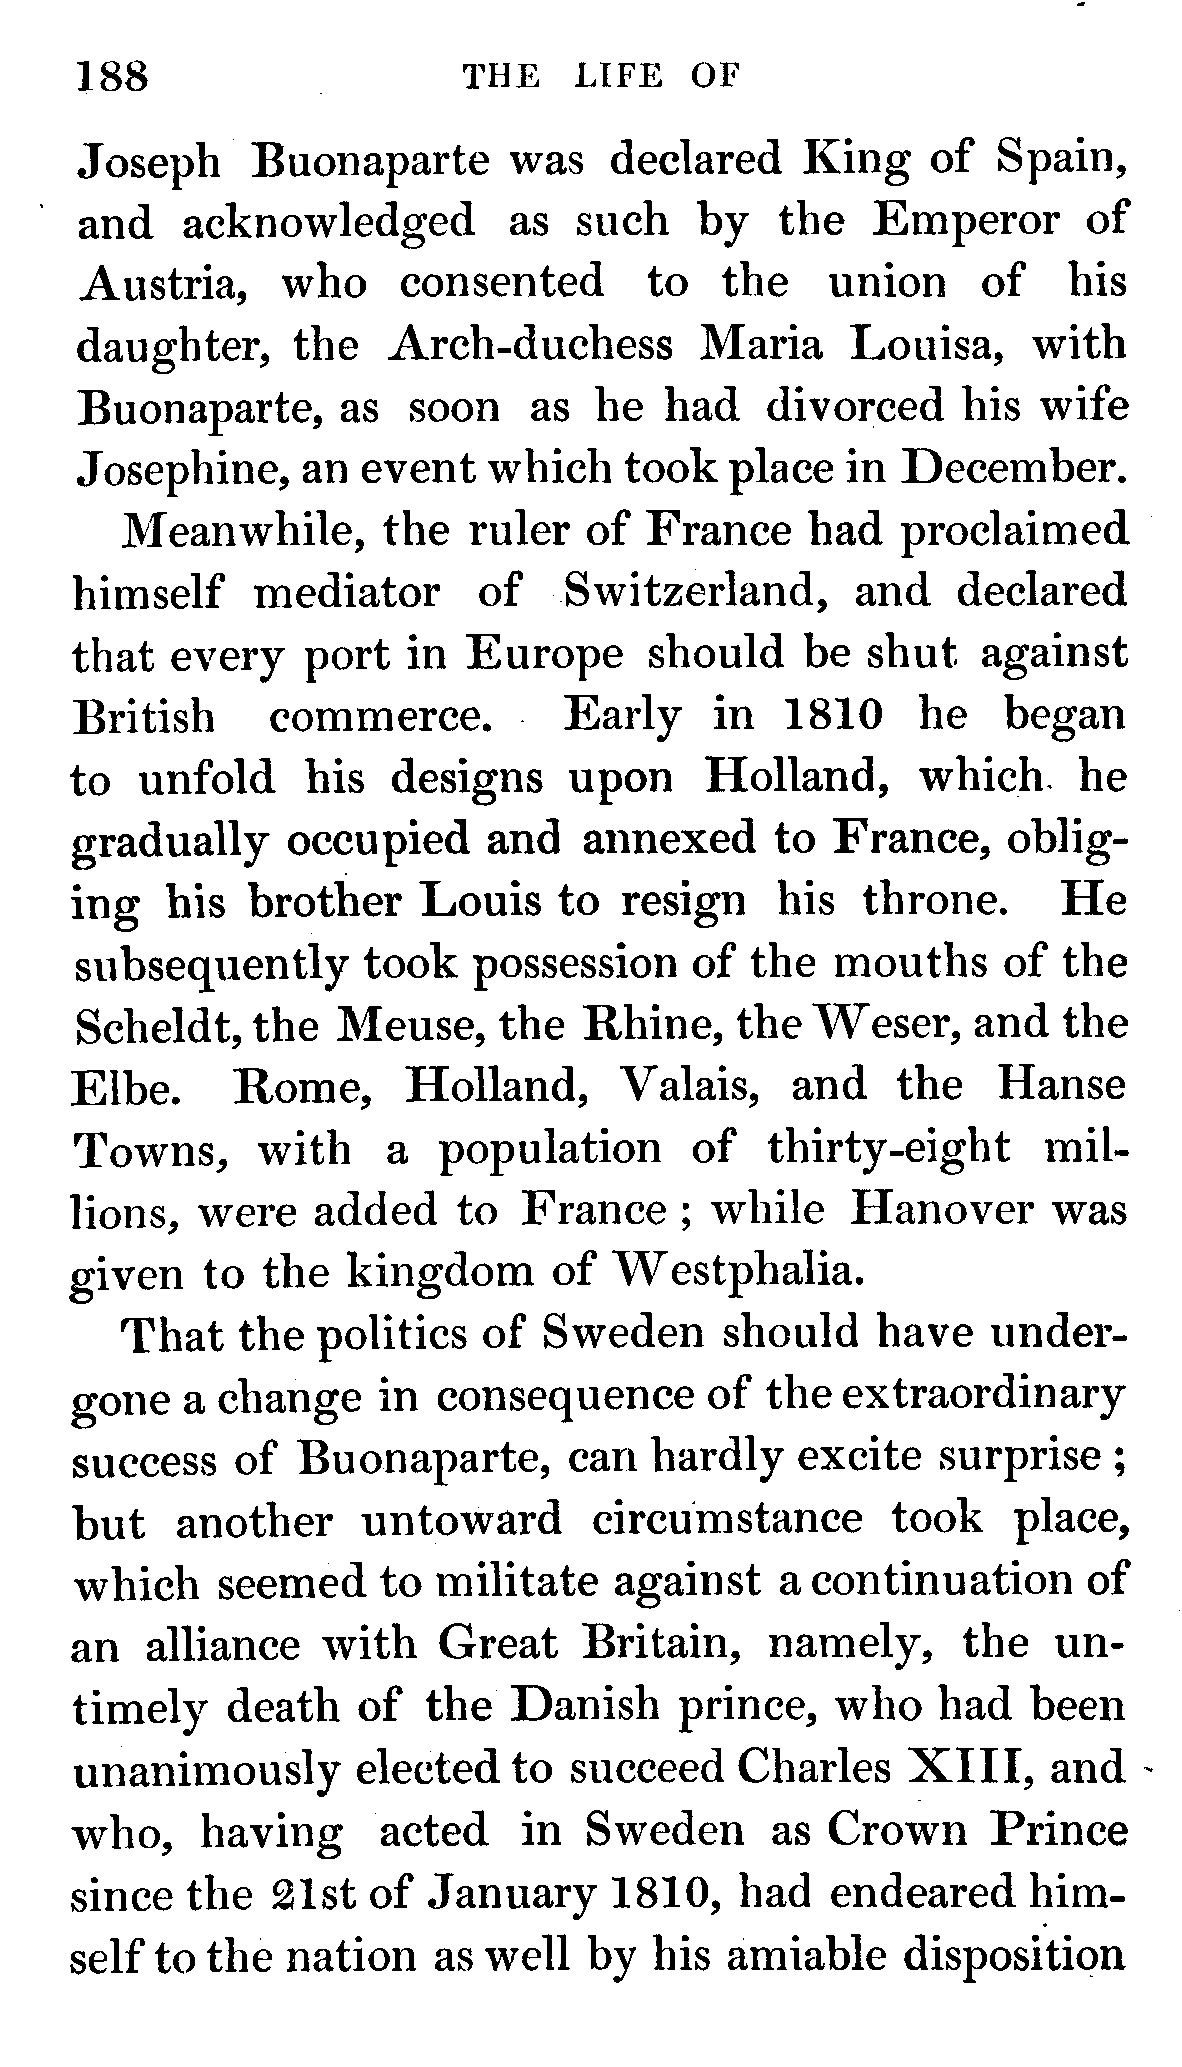 188 THE LIFE OF
Joseph Buonaparte was declared King of Spain,
and acknowledged as such by the Emperor of
Austria, who consented to the union of his
daughter, the Arch-duchess Maria Louisa, with
Buonaparte, as soon as he had divorced his wife
Josephine, an event which took place in December.
Meanwhile, the ruler of France had proclaimed
himself mediator of Switzerland, and declared
that every port in Europe should be shut against
British commerce. Early in 1810 he began
to unfold his designs upon Holland, which he
gradually occupied and annexed to France, oblig-
ing his brother Louis to resign his throne. He
subsequently took possession of the mouths of the
Scheldt, the Meuse, the Rhine, the Weser, and the
Elbe. Rome, Holland, Valais, and the Hanse
Towns, with a population of thirty-eight mil-
lions, were added to France ; while Hanover was
given to the kingdom of Westphalia.
That the politics of Sweden should have under-
gone a change in consequence of the extraordinary
success of Buonaparte, can hardly excite surprise ;
but another untoward circumstance took place,
which seemed to militate against a continuation of
an alliance with Great Britain, namely, the un-
timely death of the Danish prince, who had been
unanimously elected to succeed Charles XIII, and
who, having acted in Sweden as Crown Prince
since the 21st of January 1810, had endeared him-
self to the nation as well by his amiable disposition